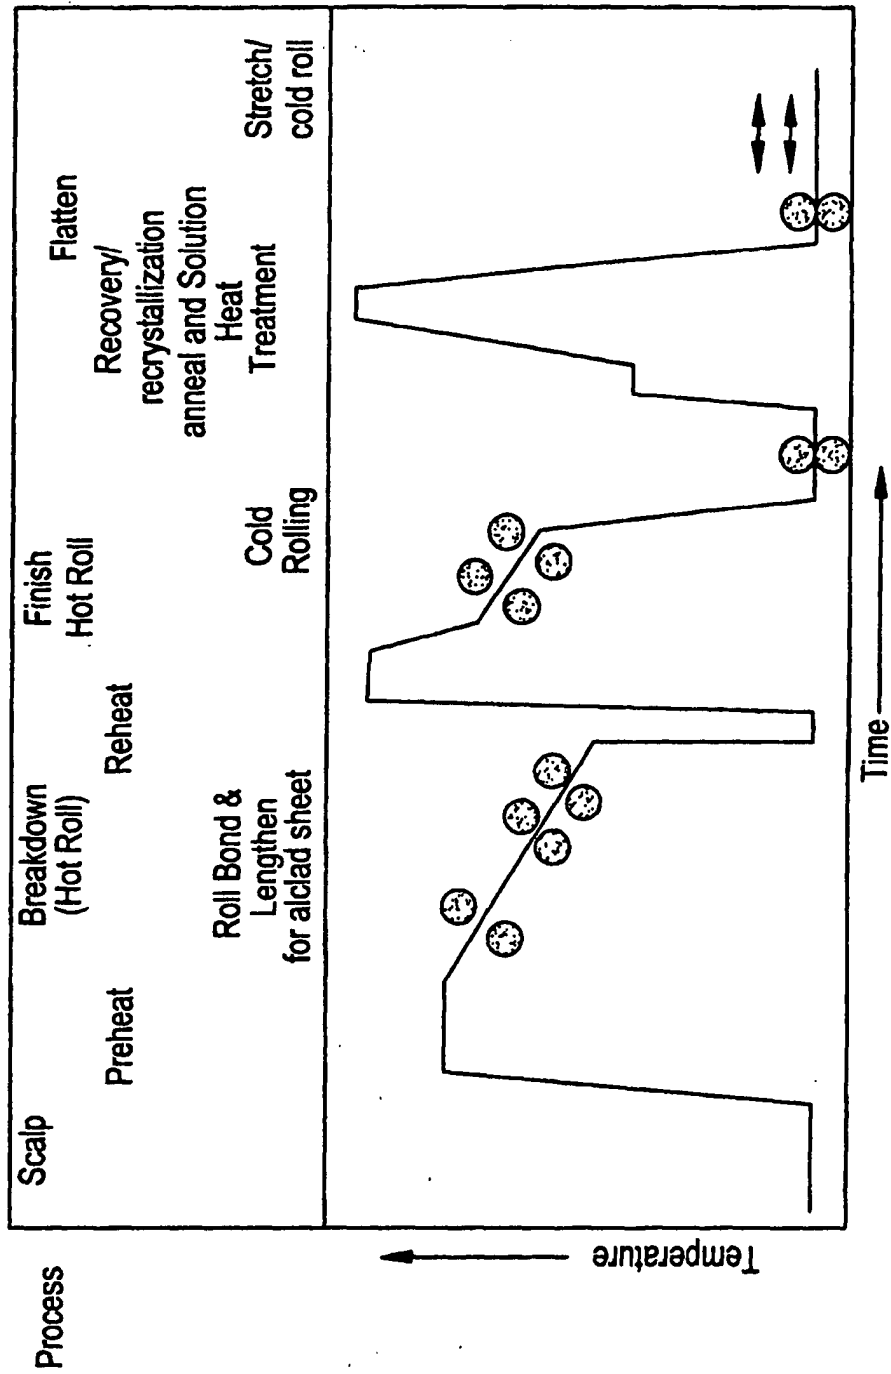 Process
Scalp
Preheat
Breakdown
(Hot Roll)
Roll Bond &
Lengthen
for alclad sheet
Reheat
Finish
Hot Roll
Cold
Rolling
Recovery/
recrystallization
anneal and Solution
Heat
Treatment
Flatten
Stretch/
cold roll
Temperature
Time